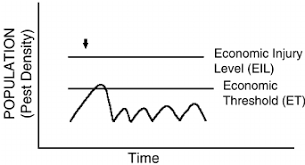 POPULATION
(Pest Density)
Economic Injury
Level (EIL)
Economic
Threshold (ET)
Time